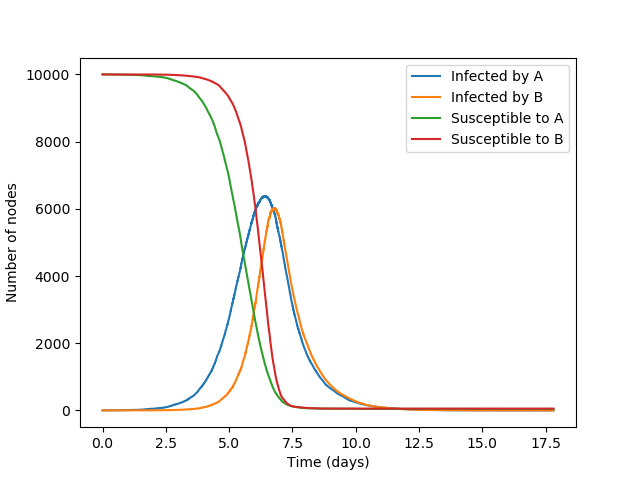 Infected by A
Infected by B
Susceptible to A
Susceptible to B
10000
8000
6000
4000
2000
0
Number of nodes
0.0 2.5 5.0 7.5 10.0 12.5 15.0 17.5
Time (days)